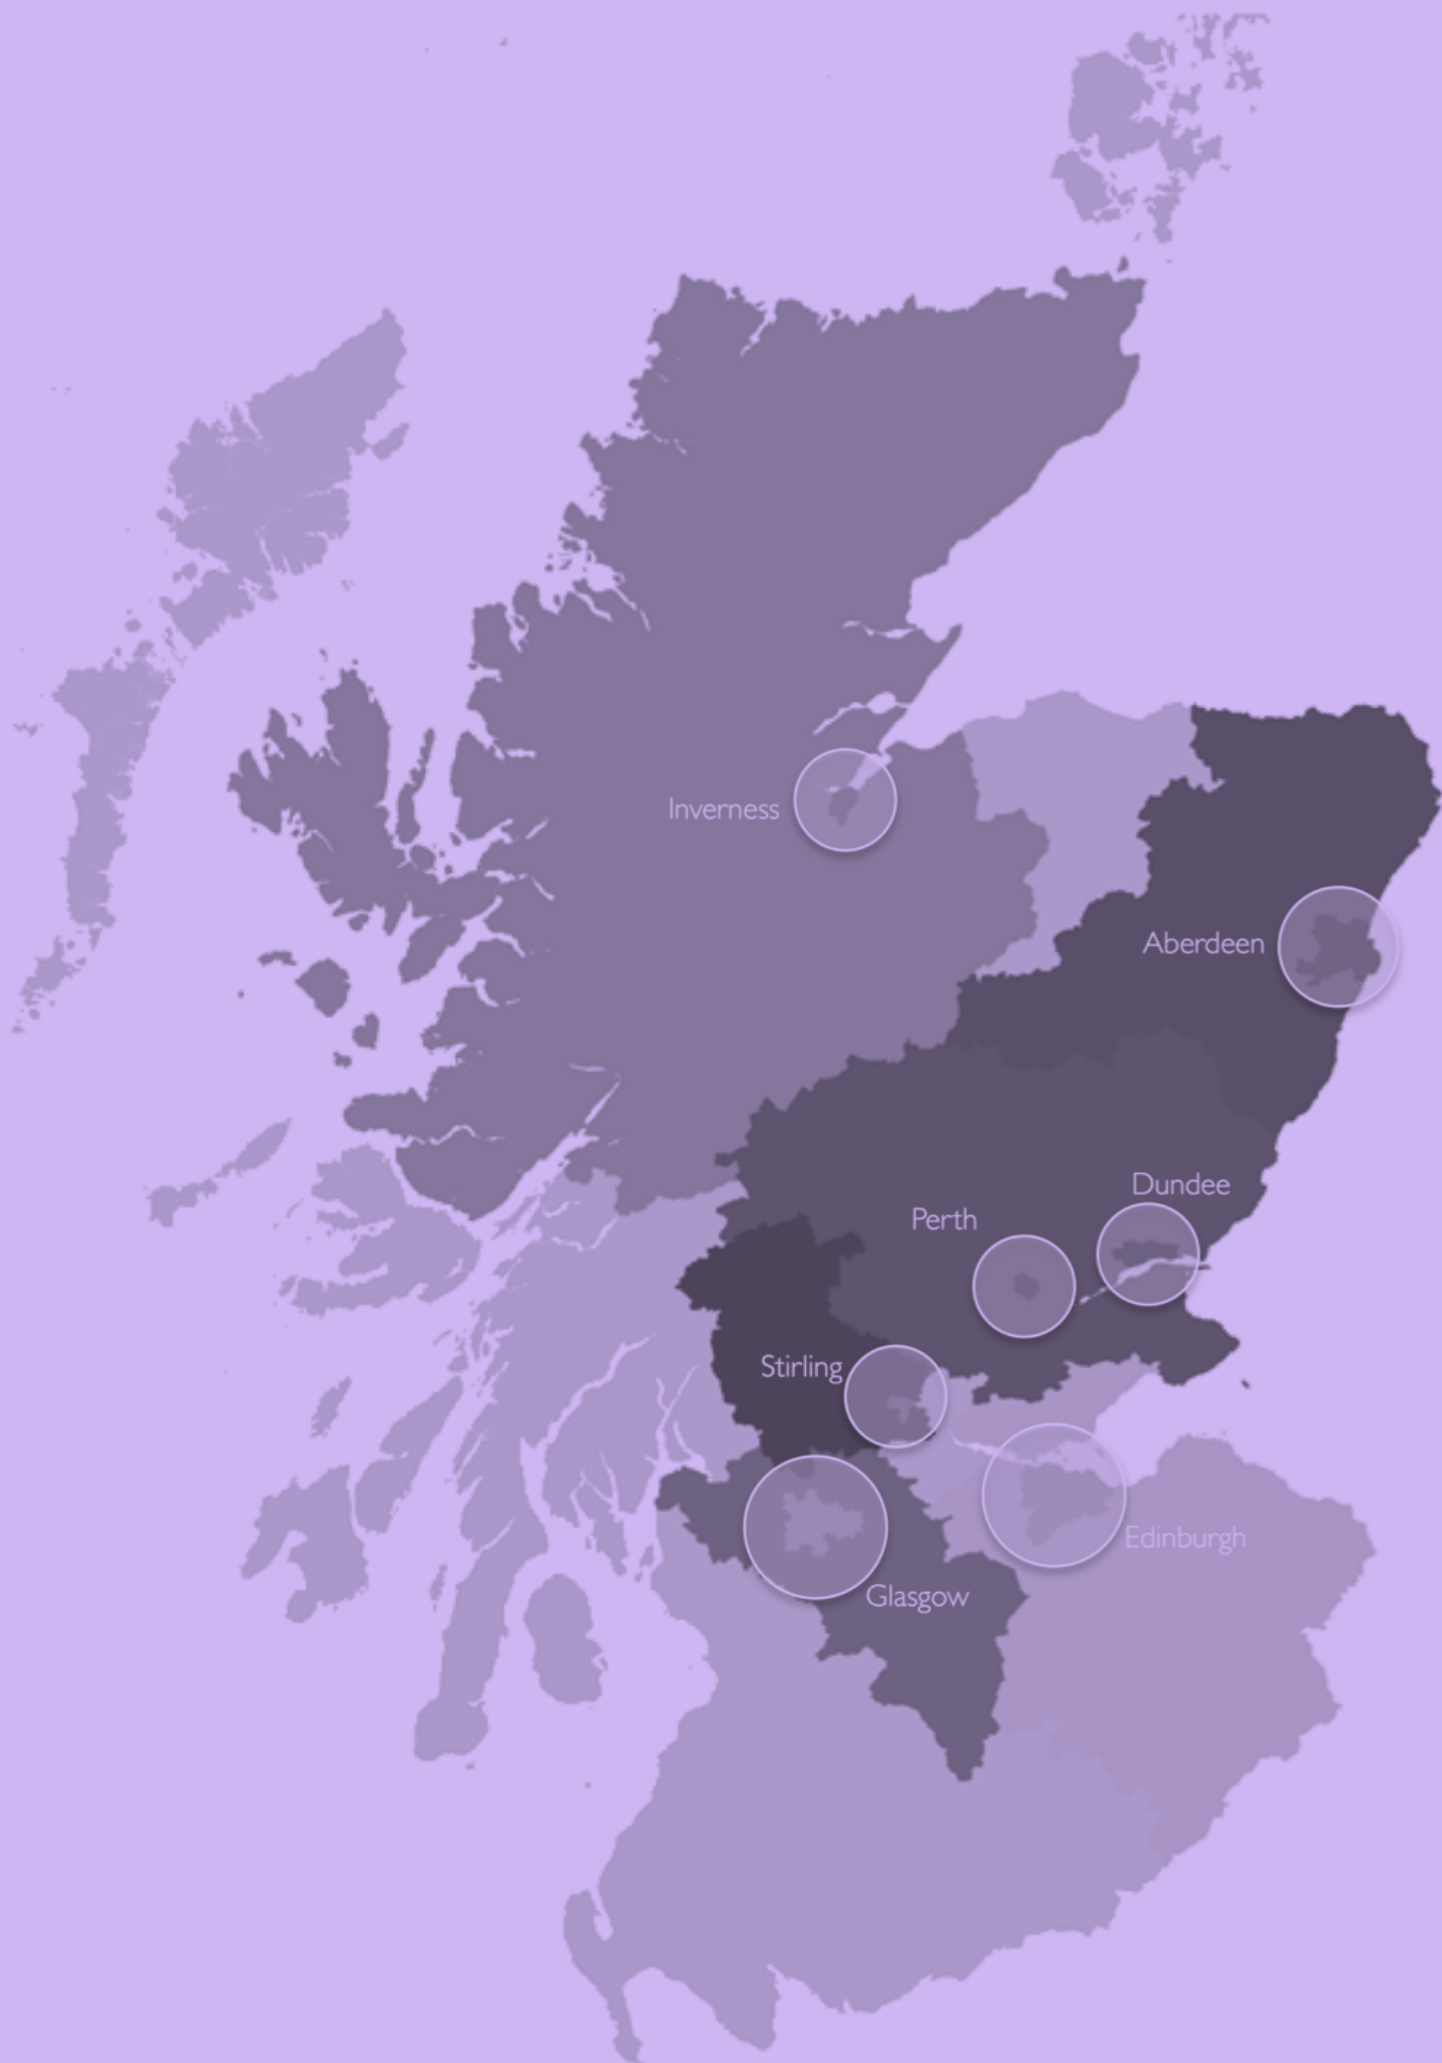 Inverness
Aberdeen
Dundee
Perth
Stirling
Edinburgh
Glasgow